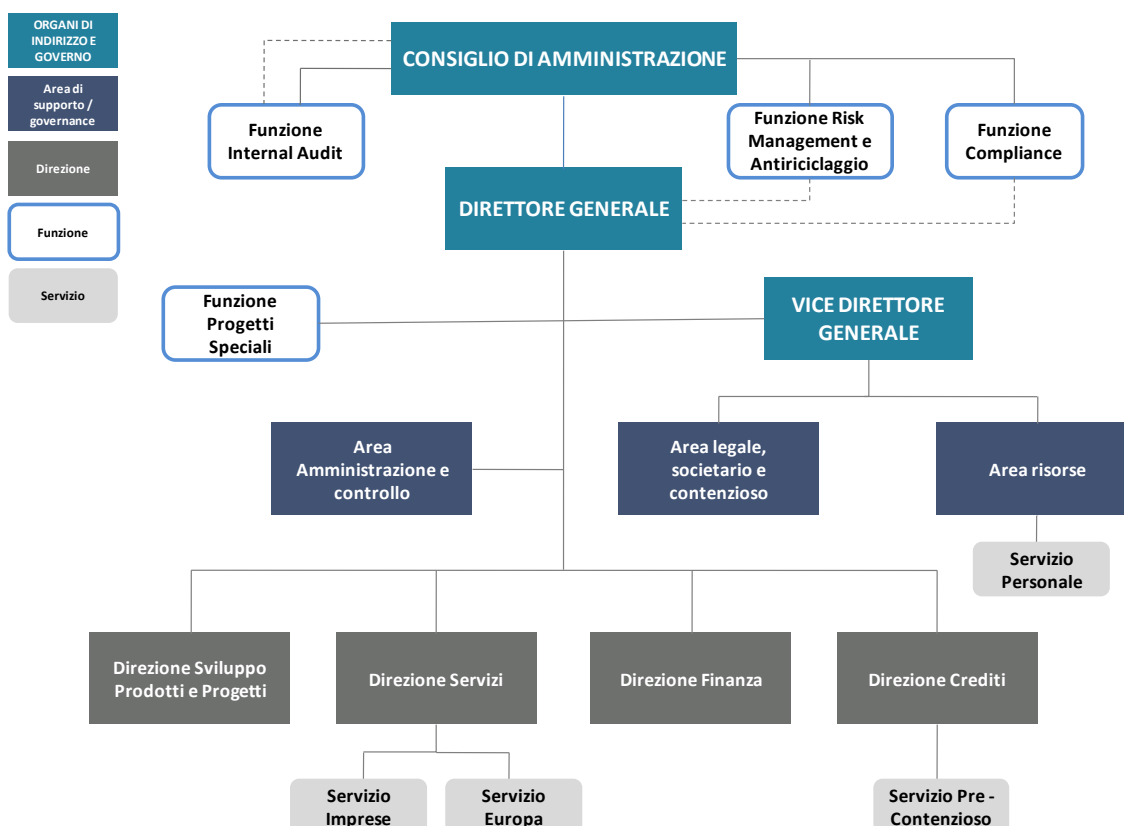 ORGANI DI
INDIRIZZO E
GOVERNO
Area di
supporto /
governance
Direzione
Funzione
Servizio
CONSIGLIO DI AMMINISTRAZIONE
Funzione
Internal Audit
Funzione Risk
Management e
Antiriciclaggio
Funzione
Compliance
DIRETTORE GENERALE
Funzione
Progetti
Speciali
VICE DIRETTORE
GENERALE
Area
Amministrazione e
controllo
Area legale,
societario e
contenzioso
Area risorse
Servizio
Personale
Direzione Sviluppo
Prodotti e Progetti
Direzione Servizi
Direzione Finanza
Direzione Crediti
Servizio
Imprese
Servizio
Europa
Servizio Pre -
Contenzioso